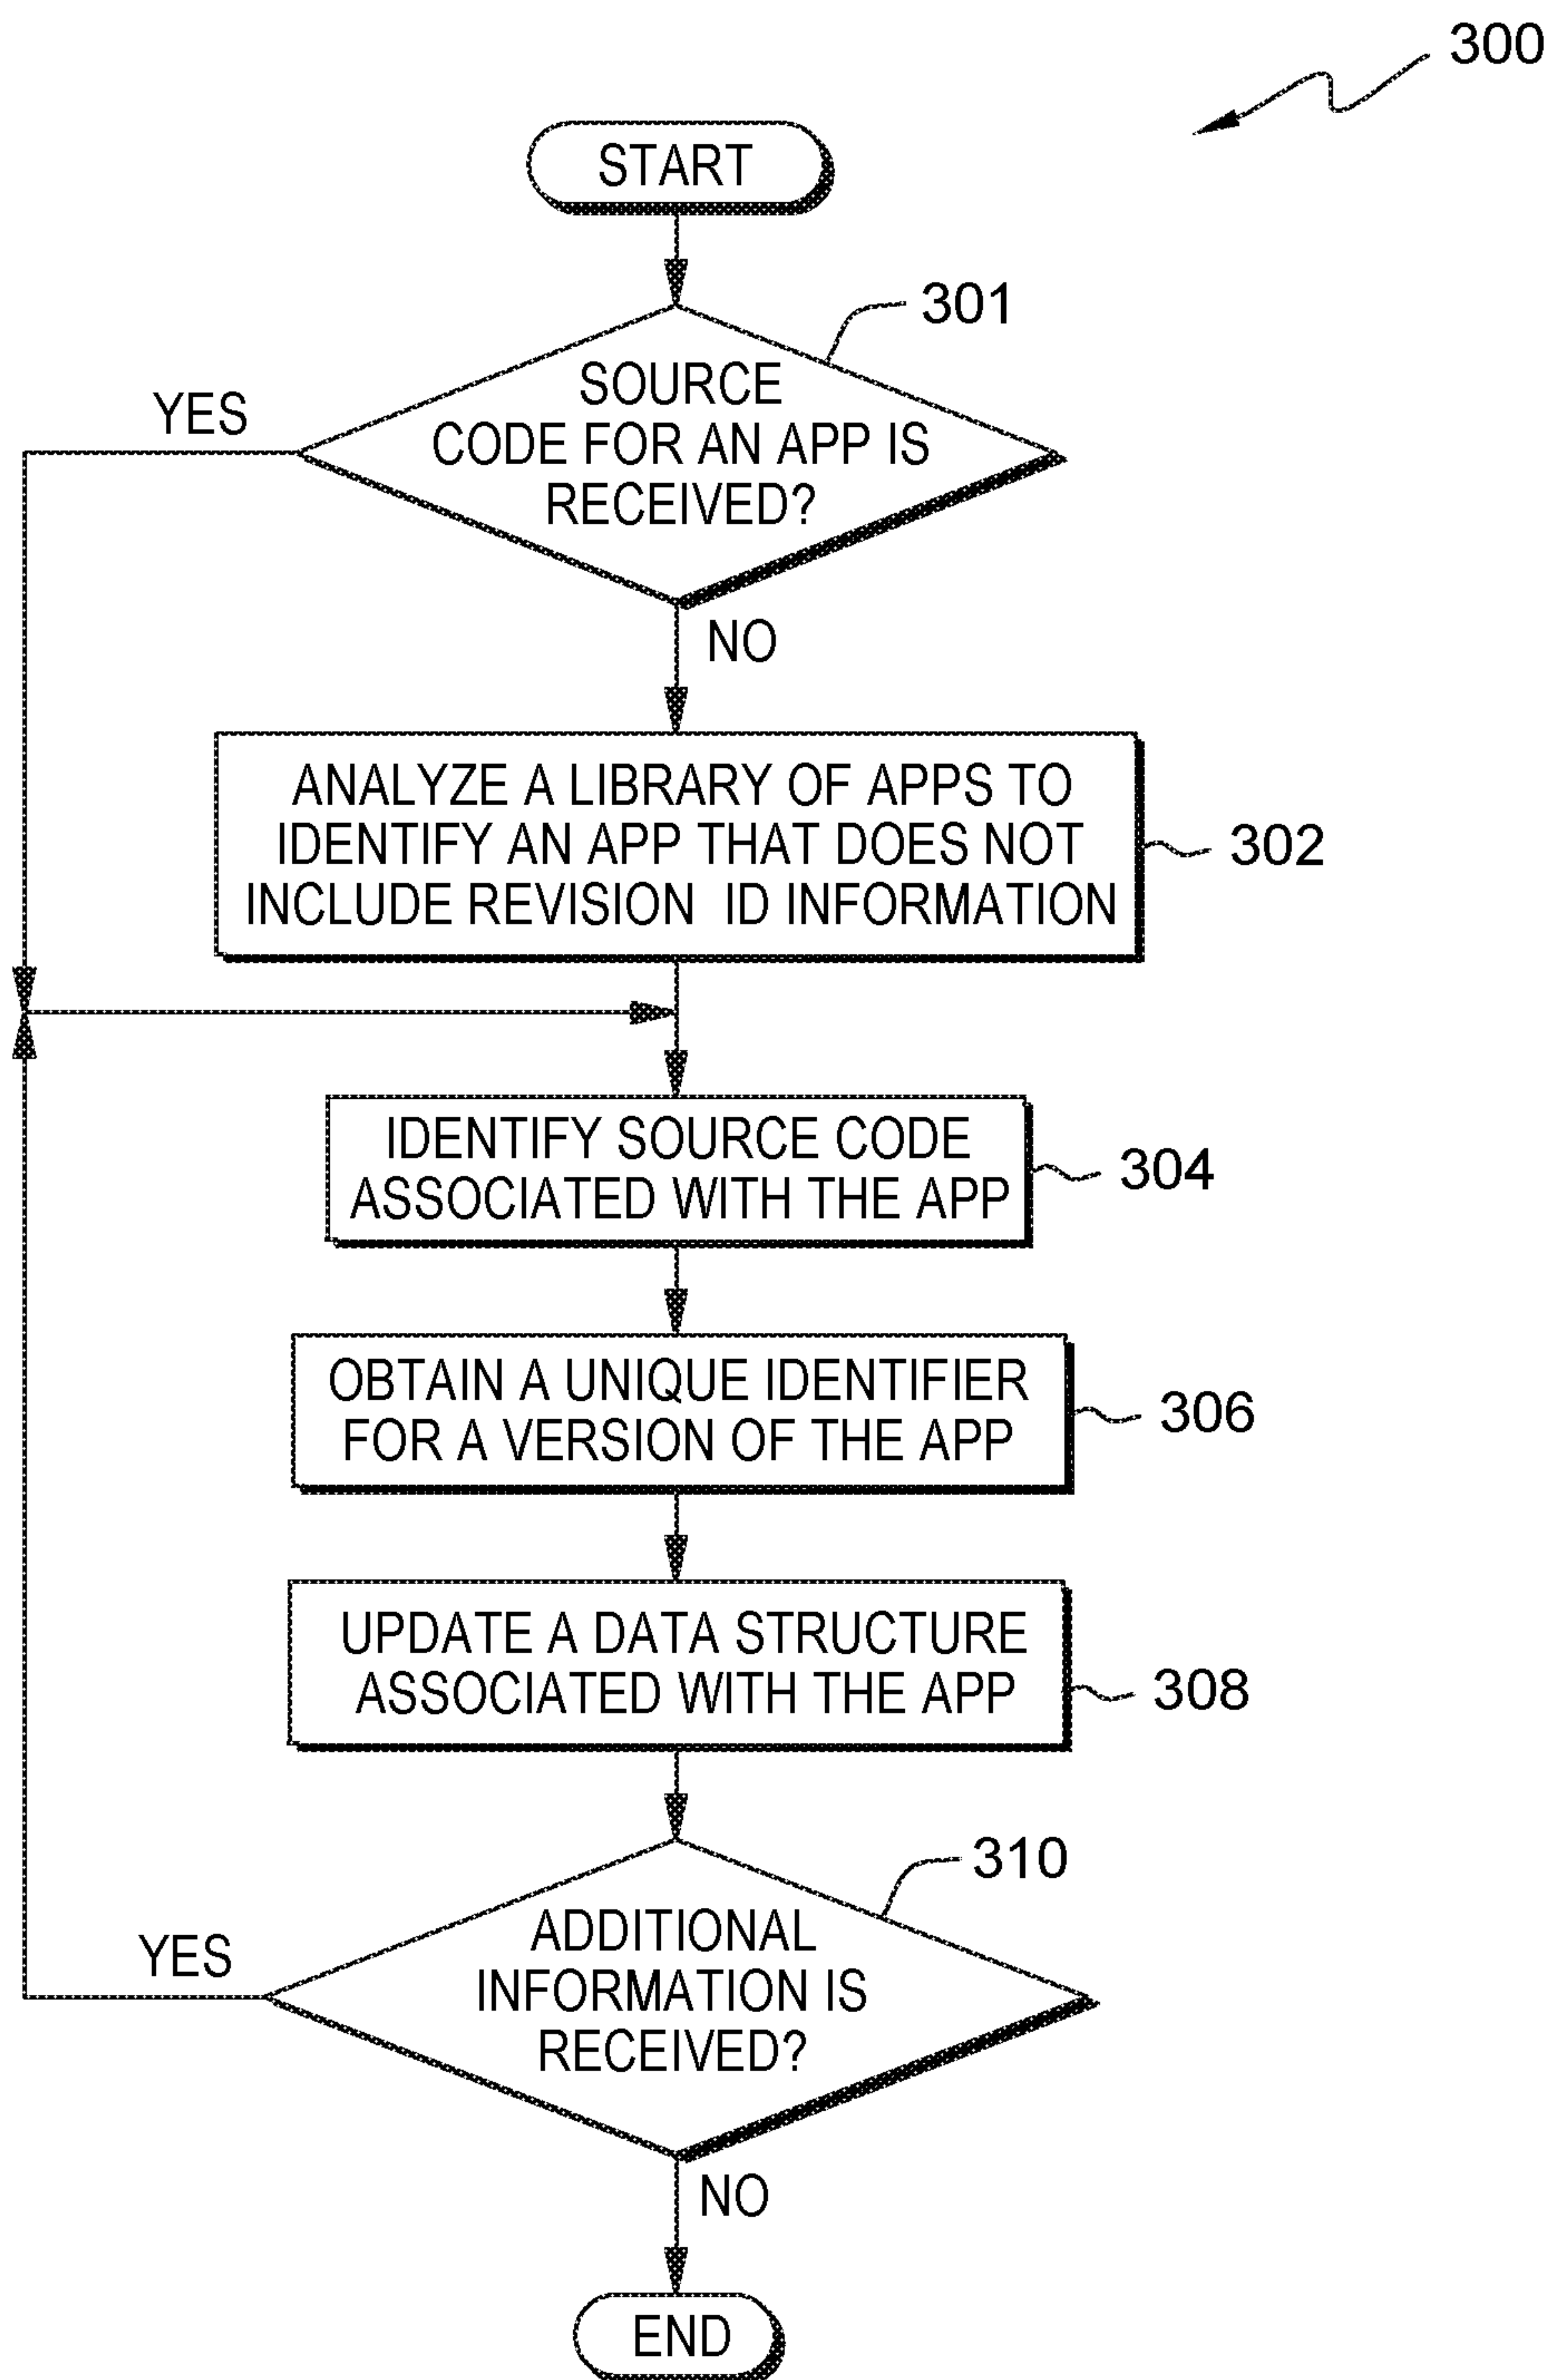 300
START
301
SOURCE
CODE FOR AN APP IS
RECEIVED?
YES
NO
ANALYZE A LIBRARY OF APPS TO
IDENTIFY AN APP THAT DOES NOT
INCLUDE REVISION ID INFORMATION
302
IDENTIFY SOURCE CODE
ASSOCIATED WITH THE APP
304
OBTAIN A UNIQUE IDENTIFIER
FOR A VERSION OF THE APP
306
UPDATE A DATA STRUCTURE
ASSOCIATED WITH THE APP
308
310
ADDITIONAL
INFORMATION IS
RECEIVED?
YES
NO
END